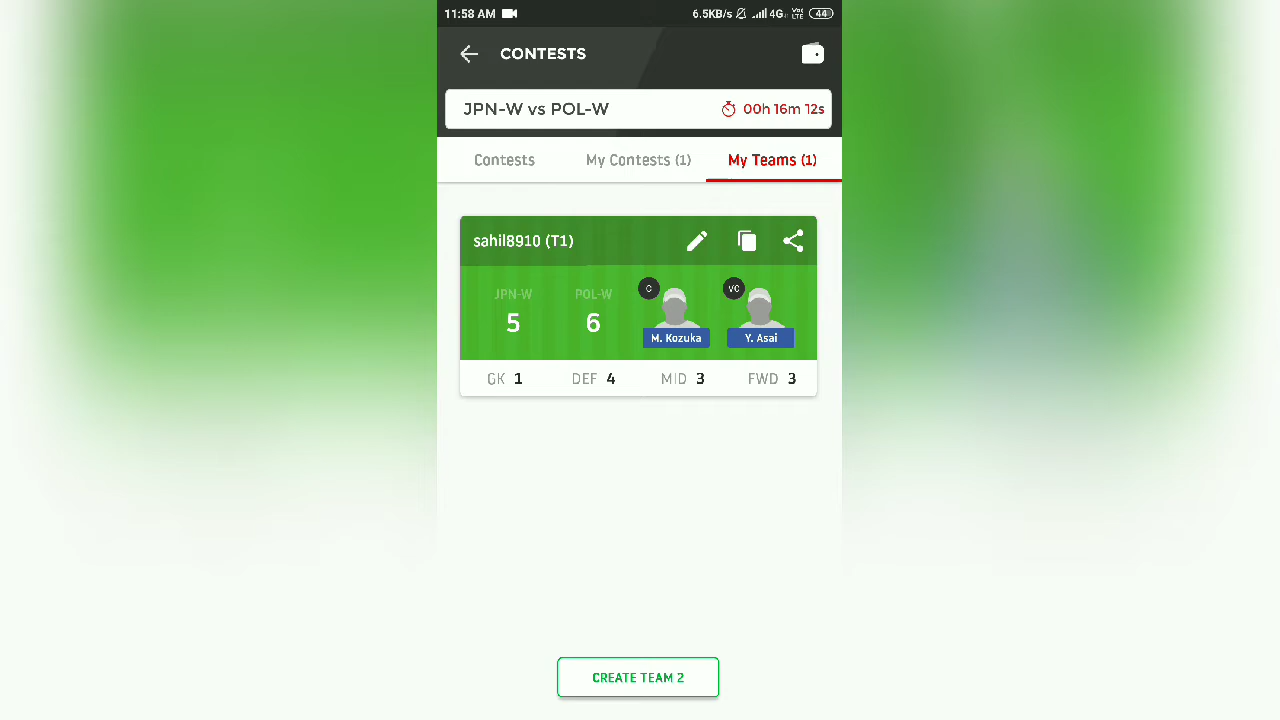 11:58 AM 6.5KB/s 4G Vo LTE 44
CONTESTS
JPN-W vs POL-W 00h 16m 12s
Contests My Contests (1) My Teams (1)
sahil8910 (T1)
JPN-W POL-W C VC
5 6
M. Kozuka Y. Asai
GK 1 DEF 4 MID 3 FWD 3
CREATE TEAM 2